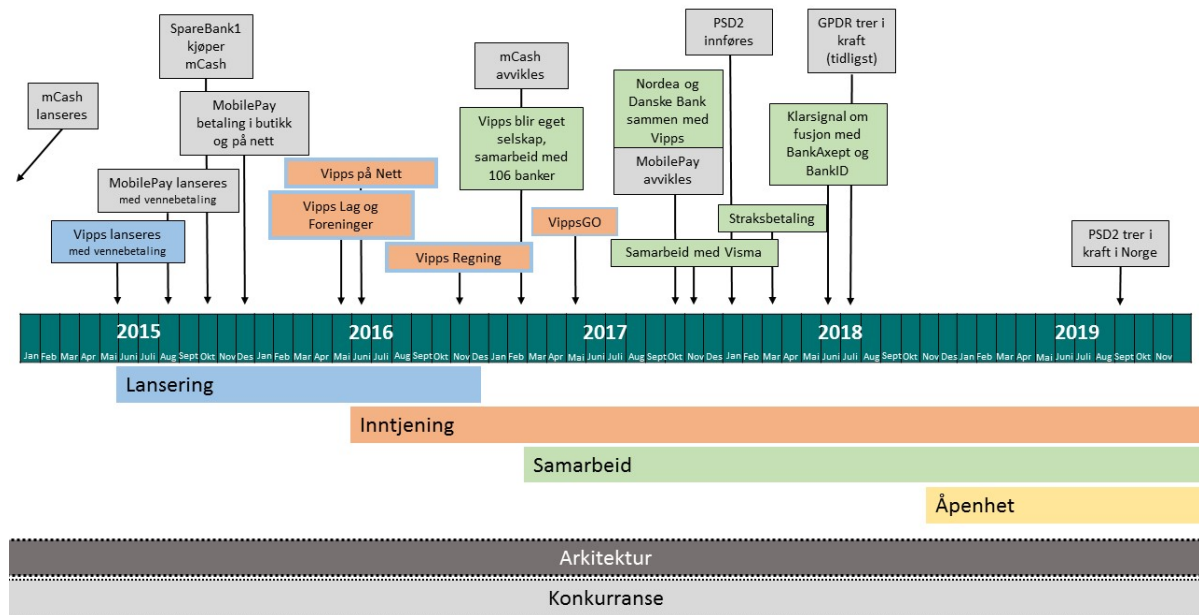 mCash
lanseres
SpareBank1
kjøper
mCash
MobilePay
betaling i butikk
og på nett
MobilePay lanseres
med vennebetaling
Vipps lanseres
med vennebetaling
Vipps på Nett
Vipps Lag og
Foreninger
Vipps Regning
mCash
avvikles
Vipps blir eget
selskap,
samarbeid med
106 banker
VippsGO
Nordea og
Danske Bank
sammen med
Vipps
MobilePay
avvikles
Samarbeid med Visma
PSD2
innføres
Straksbetaling
GPDR trer i
kraft
(tidligst)
Klarsignal om
fusjon med
BankAxept og
BankID
PSD2 trer i
kraft i Norge
2015 2016 2017 2018 2019
Jan Feb Mar Apr Mai Juni Juli Aug Sept Okt Nov Des Jan Feb Mar Apr Mai Juni Juli Aug Sept Okt Nov Des Jan Feb Mar Apr Mai Juni Juli Aug Sept Okt Nov Des Jan Feb Mar Apr Mai Juni Juli Aug Sept Okt Nov Des Jan Feb Mar Apr Mai Juni Juli Aug Sept Okt Nov
Lansering
Inntjening
Samarbeid
Åpenhet
Arkitektur
Konkurranse